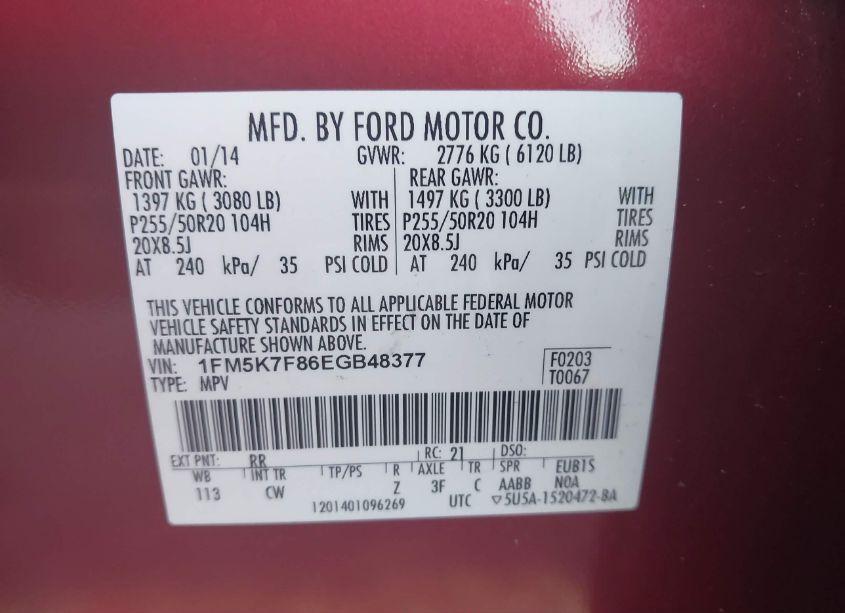 MFD. BY FORD MOTOR CO.
DATE: 01/14 GVWR: 2776 KG ( 6120 LB)
FRONT GAWR: REAR GAWR:
1397 KG ( 3080 LB) WITH 1497 KG ( 3300 LB) WITH
P255/50R20 104H TIRES P255/50R20 104H TIRES
20X8.5J RIMS 20X8.5J RIMS
AT 240 kPa/ 35 PSI COLD AT 240 kPa/ 35 PSI COLD
THIS VEHICLE CONFORMS TO ALL APPLICABLE FEDERAL MOTOR
VEHICLE SAFETY STANDARDS IN EFFECT ON THE DATE OF
MANUFACTURE SHOWN ABOVE.
VIN: 1FM5K7F86EGB48377 F0203
TYPE: MPV T0067
EXT PNT: RR RC: 21 DSO:
WB INT TR TP/PS R AXLE TR SPR EUB1S
113 CW Z 3F C AABB NOA
1201401096269 UTC ▽5U5A-1520472-BA